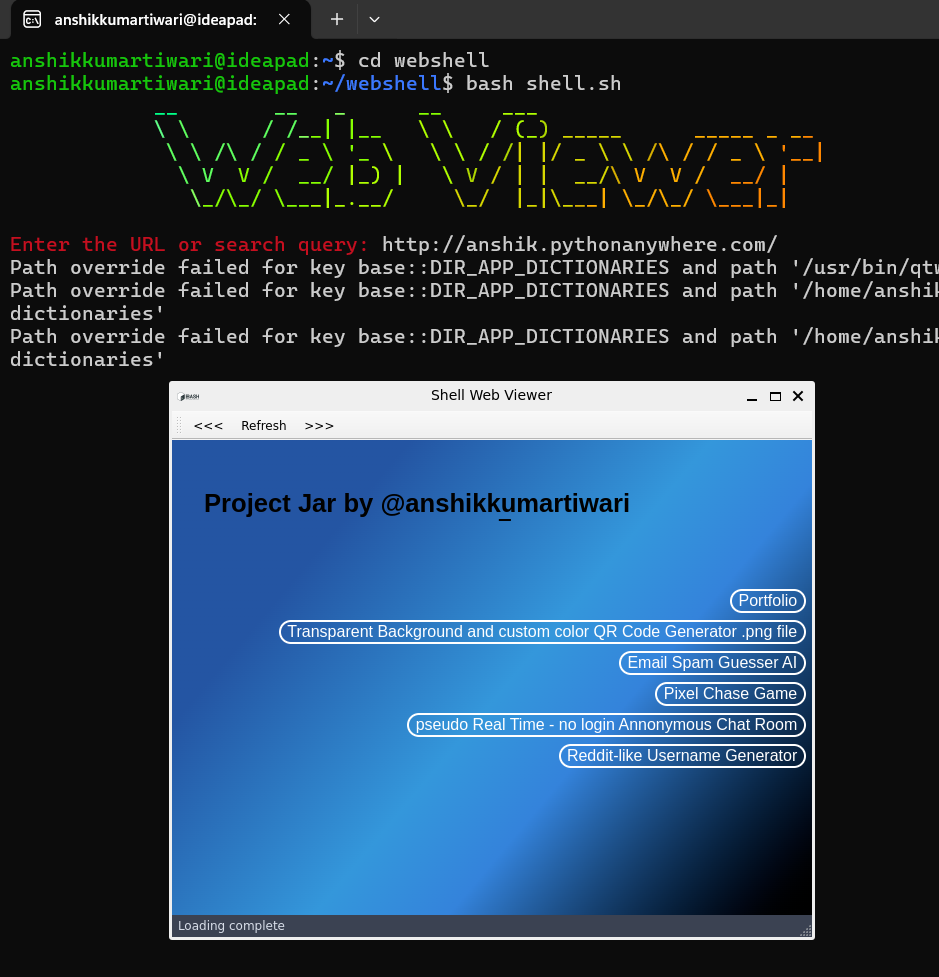 anshikkumartiwari@ideapad:
anshikkumartiwari@ideapad:~$ cd webshell
anshikkumartiwari@ideapad:~/webshell$ bash shell.sh
Web Viewer
Enter the URL or search query: http://anshik.pythonanywhere.com/
Path override failed for key base::DIR_APP_DICTIONARIES and path '/usr/bin/qtw
Path override failed for key base::DIR_APP_DICTIONARIES and path '/home/anshik
dictionaries'
Path override failed for key base::DIR_APP_DICTIONARIES and path '/home/anshik
dictionaries'
BASH
Shell Web Viewer
<<< Refresh >>>
Project Jar by @anshikkumartiwari
Portfolio
Transparent Background and custom color QR Code Generator .png file
Email Spam Guesser AI
Pixel Chase Game
pseudo Real Time - no login Annonymous Chat Room
Reddit-like Username Generator
Loading complete